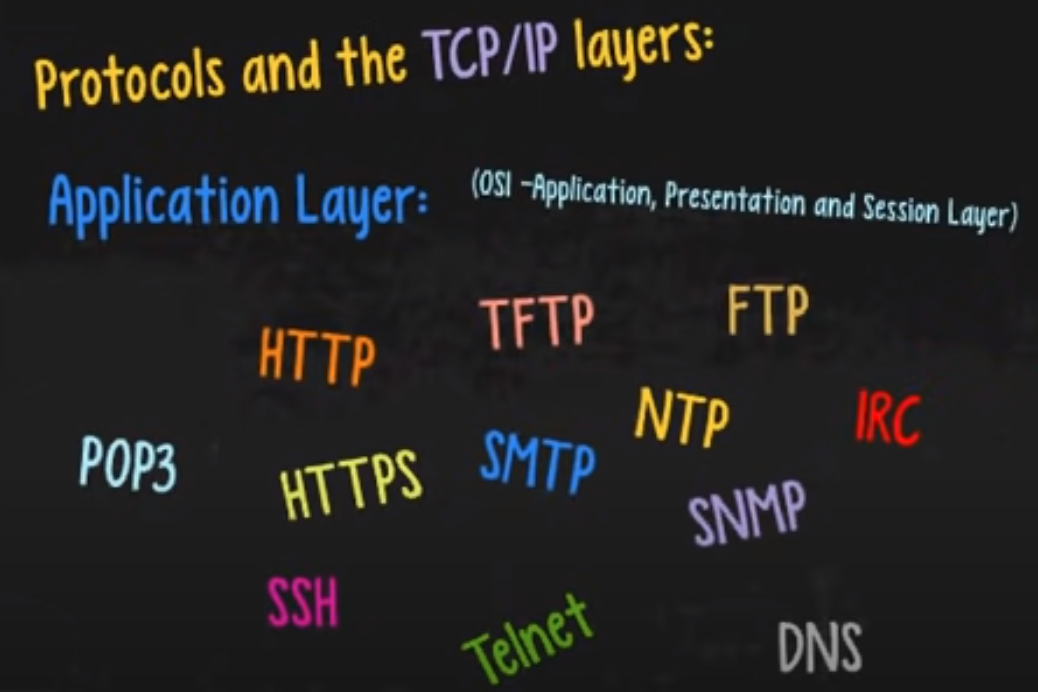 Protocols and the TCP/IP layers:
Application Layer: (OSI -Application, Presentation and Session Layer)
HTTP TFTP FTP
NTP IRC
POP3 HTTPS SMTP
SNMP
SSH Telnet DNS